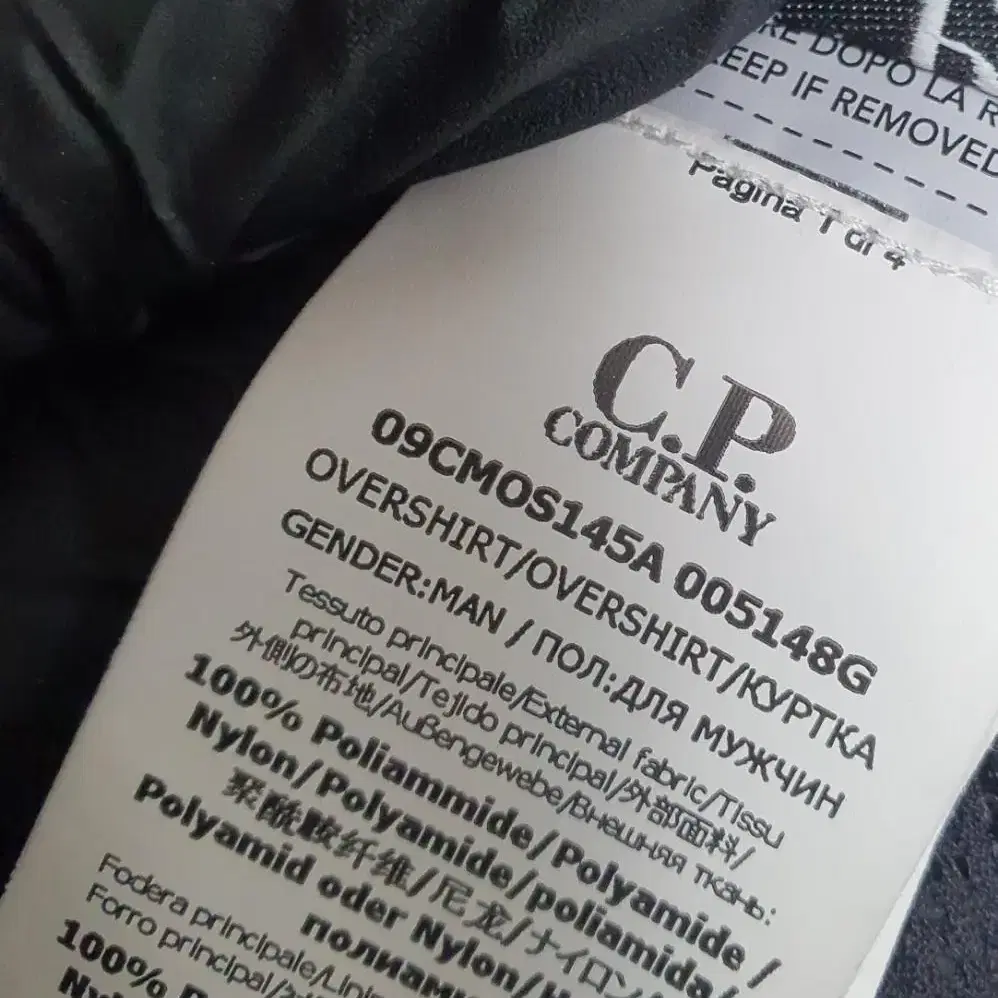 DOPO LA
KEEP IF REMOVED
Pagina 1 di 4
C.P.
COMPANY
09CMOS145A 005148G
OVERSHIRT/OVERSHIRT/КУРТКА
GENDER:MAN / ПОЛ:ДЛЯ МУЖЧИН
Tessuto principale/External fabric/Tissu
principal/Tejido principal/外部面料/
外側の布地/Außengewebe/Внешняя ткань:
100% Poliammide/Polyamide/
Nylon/Polyamide/poliamida/
聚酰胺纤维/尼龙/ナイロン
Polyamid oder Nylon/
Fodera principale/
Forro principal/
100%